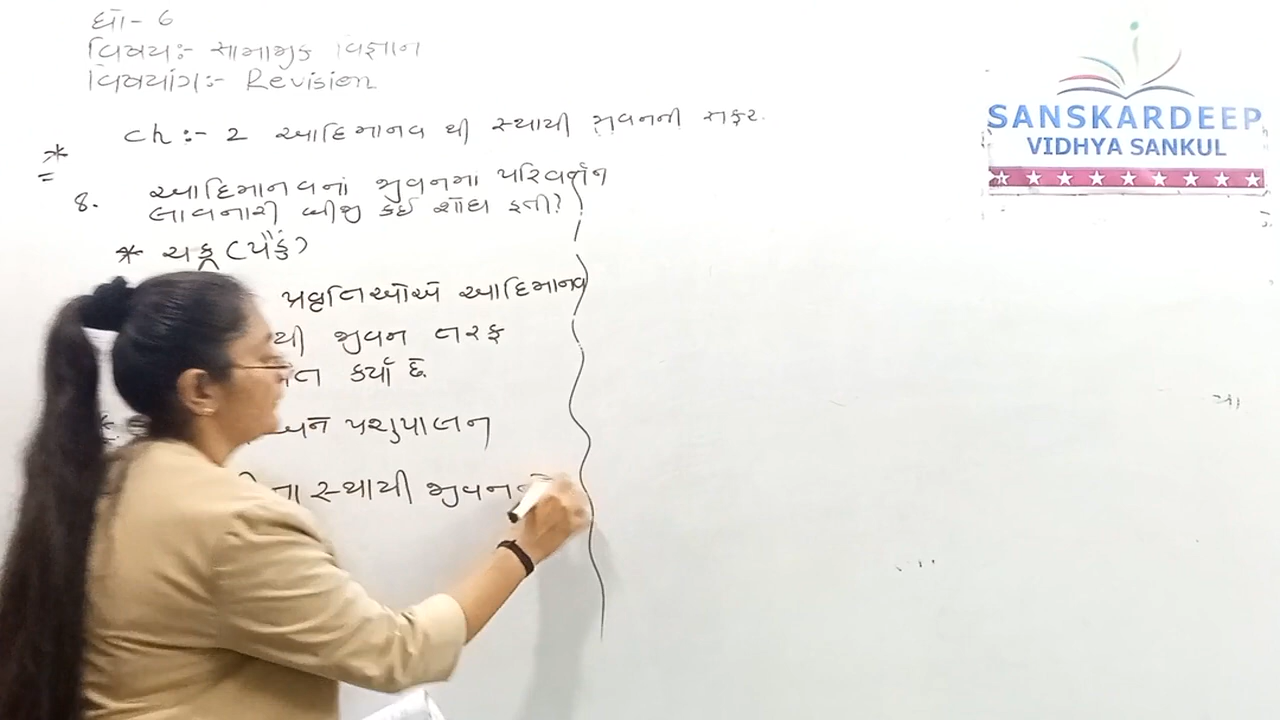 ધો- 6
વિષય:- સામાજીક વિજ્ઞાન
વિષયાંગ:- Revision
ch :- 2 આદિમાનવ થી સ્થાયી જીવનની સફર.
*
8. આદિમાનવનાં જીવનમાં પરિવર્તન
લાવનારી બીજી કઈ શોધ હતી?
* ચક્ર (પૈંડું)
પ્રવૃતિઓએ આદિમાનવ
જીવન તરફ
કર્યાં છે.
અને પશુપાલન
સ્થાયી જીવન
SANSKARDEEP
VIDHYA SANKUL